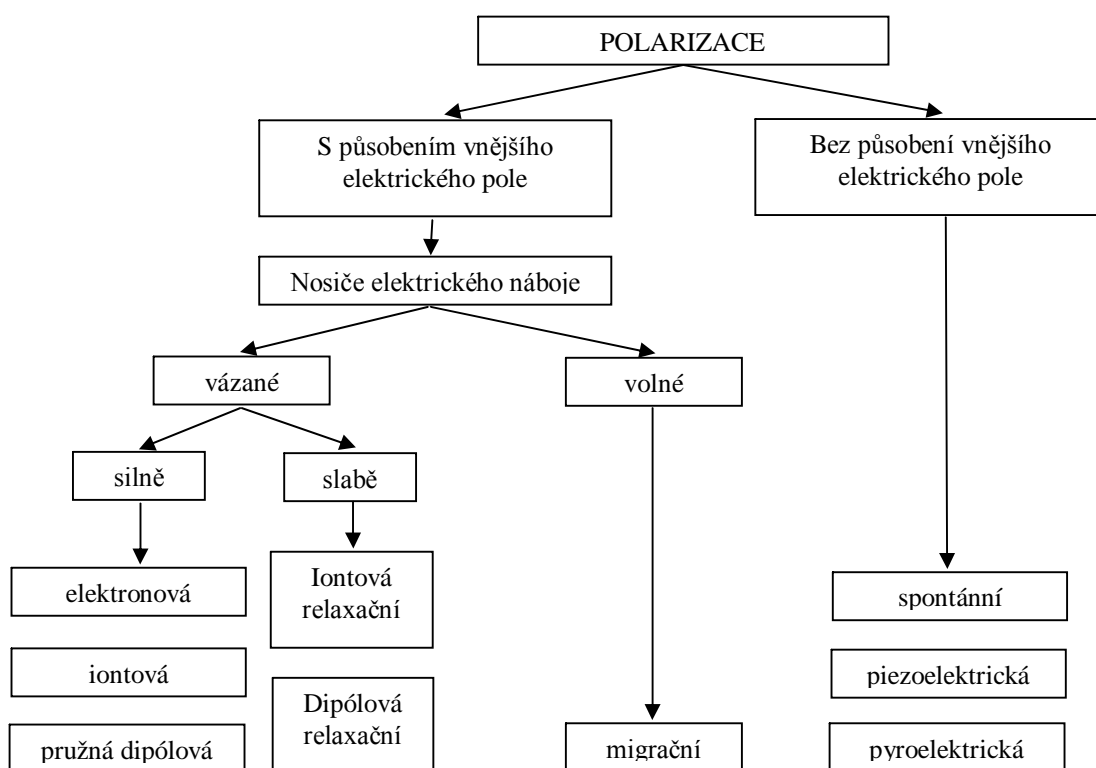 POLARIZACE
S působením vnějšího
elektrického pole
Bez působení vnějšího
elektrického pole
Nosiče elektrického náboje
vázané
volné
silně
slabě
elektronová
Iontová
relaxační
spontánní
iontová
piezoelektrická
Dipólová
relaxační
pružná dipólová
migrační
pyroelektrická